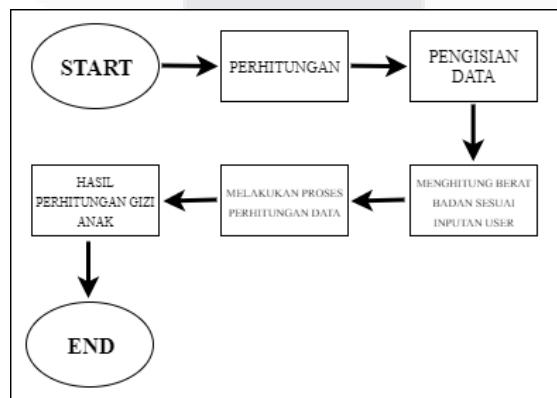 START
PERHITUNGAN
PENGISIAN
DATA
MENGHITUNG BERAT
BADAN SESUAI
INPUTAN USER
MELAKUKAN PROSES
PERHITUNGAN DATA
HASIL
PERHITUNGAN GIZI
ANAK
END